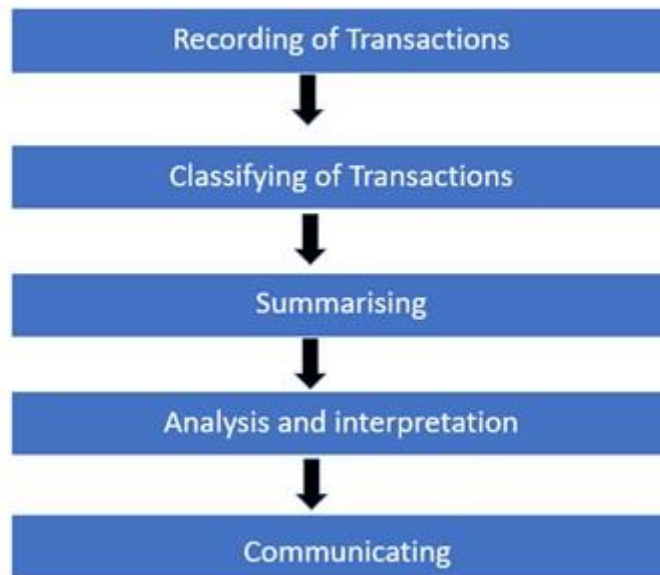 Recording of Transactions
Classifying of Transactions
Summarising
Analysis and interpretation
Communicating